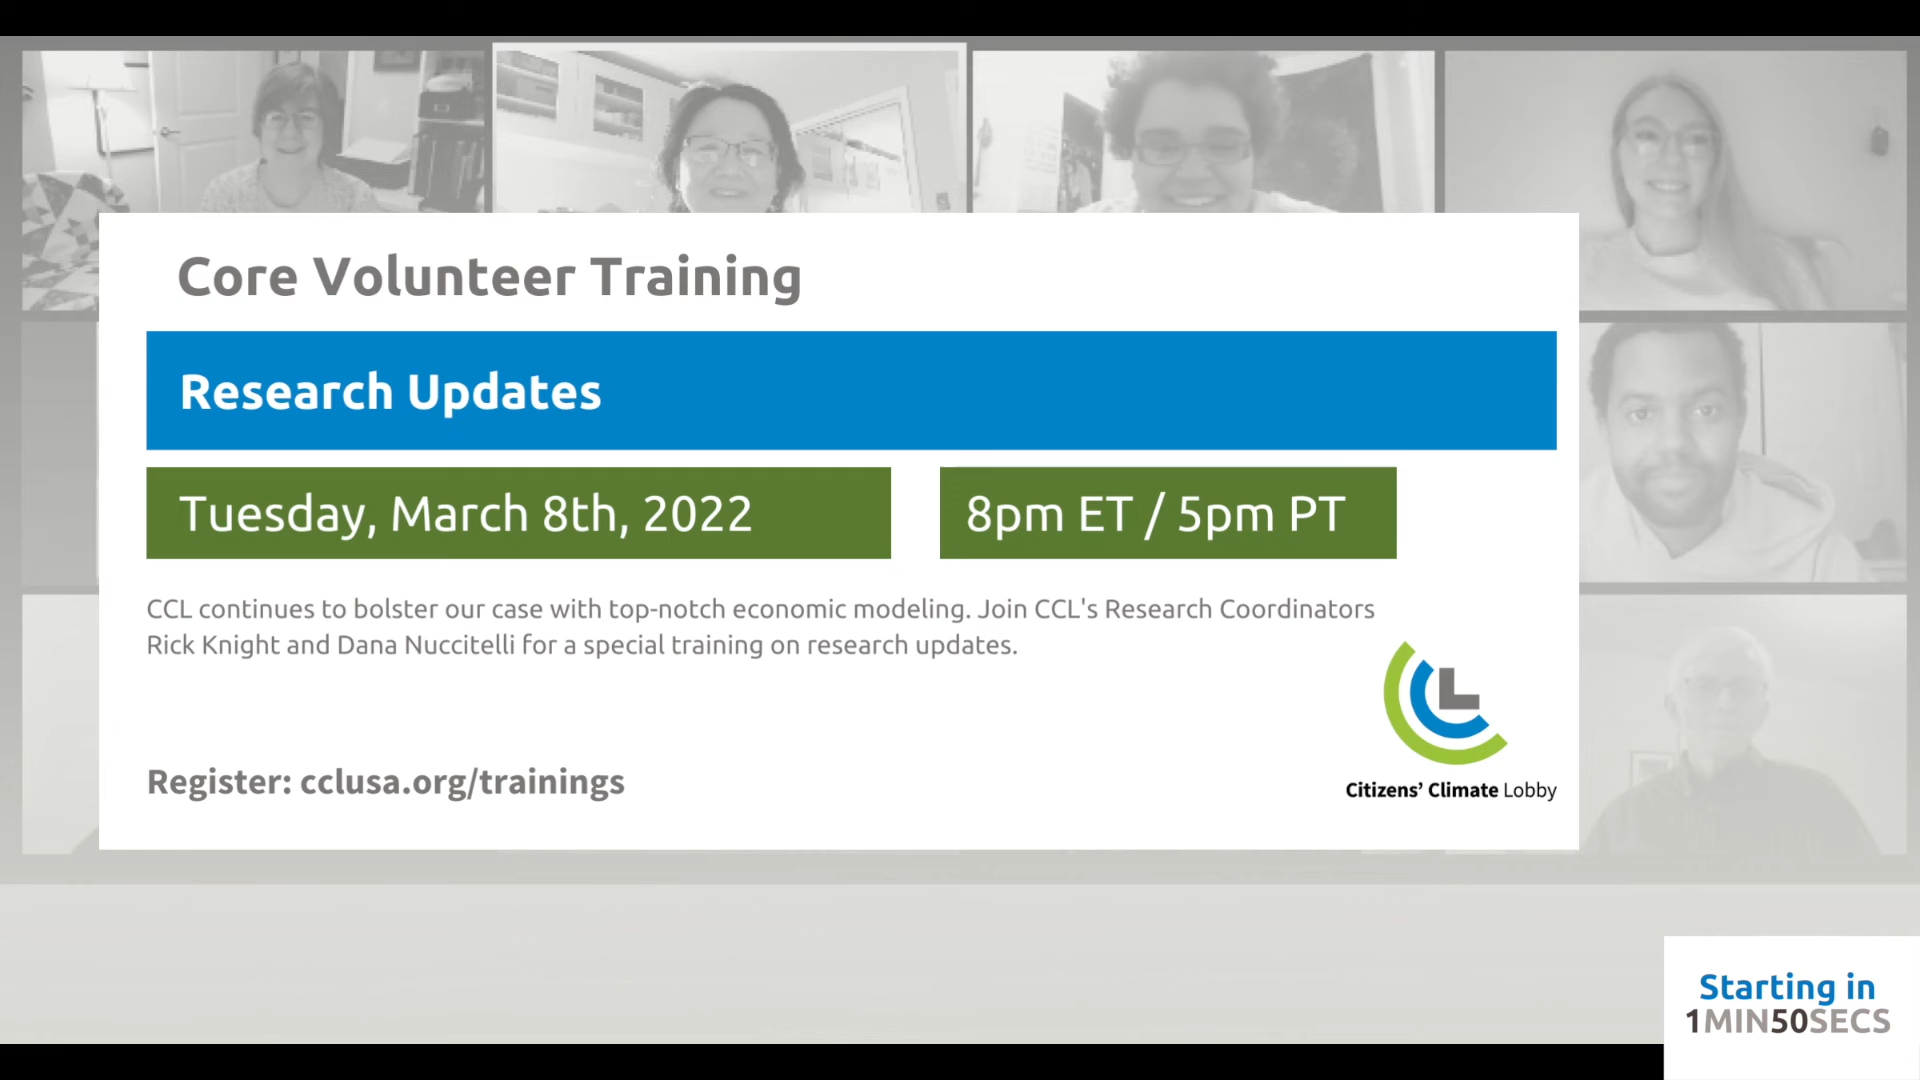 Core Volunteer Training
Research Updates
Tuesday, March 8th, 2022
8pm ET / 5pm PT
CCL continues to bolster our case with top-notch economic modeling. Join CCL's Research Coordinators
Rick Knight and Dana Nuccitelli for a special training on research updates.
Register: cclusa.org/trainings
CCL
Citizens’ Climate Lobby
Starting in
1MIN50SECS